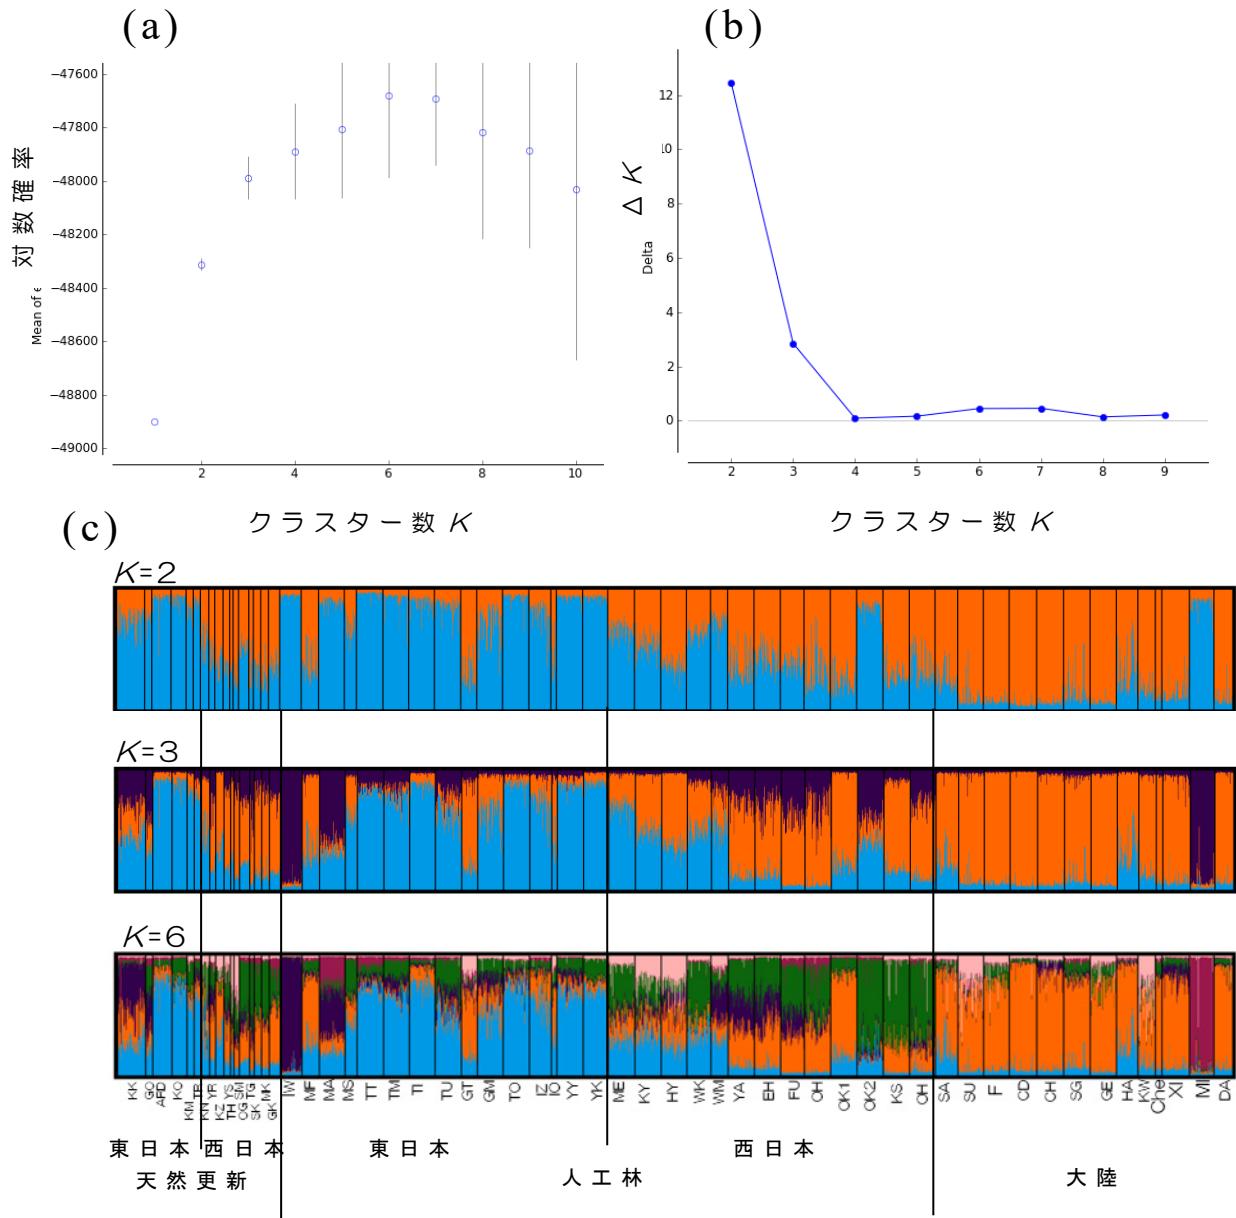 (a)
−47600
−47800
−48000
−48200
−48400
−48600
−48800
−49000
対数確率
Mean of e
2 4 6 8 10
クラスター数 K
(b)
12
10
8
6
4
2
0
Δ K
Delta
2 3 4 5 6 7 8 9
クラスター数 K
(c)
K=2
K=3
K=6
KK GO AFD KO KM TR KN YR KZ YS TH OG SM SK TG MK GK IW MF MA MS TT TM TI TU GT GM TO IZ IO YY YK ME KY HY WK WM YA EH FU OH OK1 OK2 KS OH SA SU F CD CH SG GE HA KW Che XI MI DA
東日本 西日本 東日本 西日本
天然更新 人工林 大陸